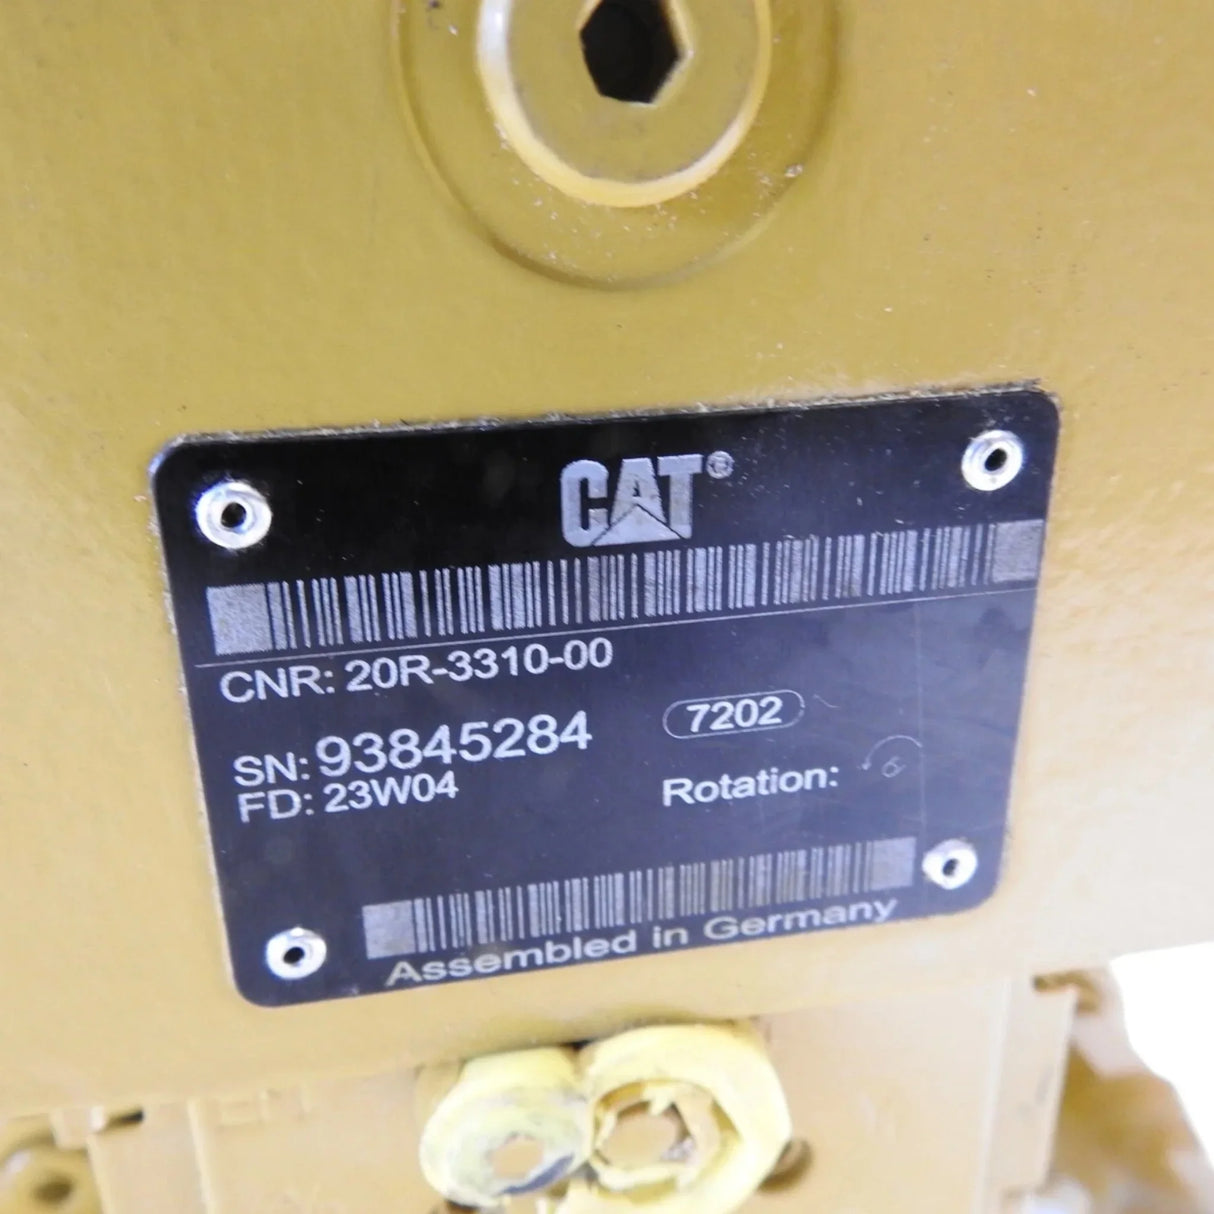 CAT®
CNR: 20R-3310-00
SN: 93845284
7202
FD: 23W04
Rotation:
Assembled in Germany